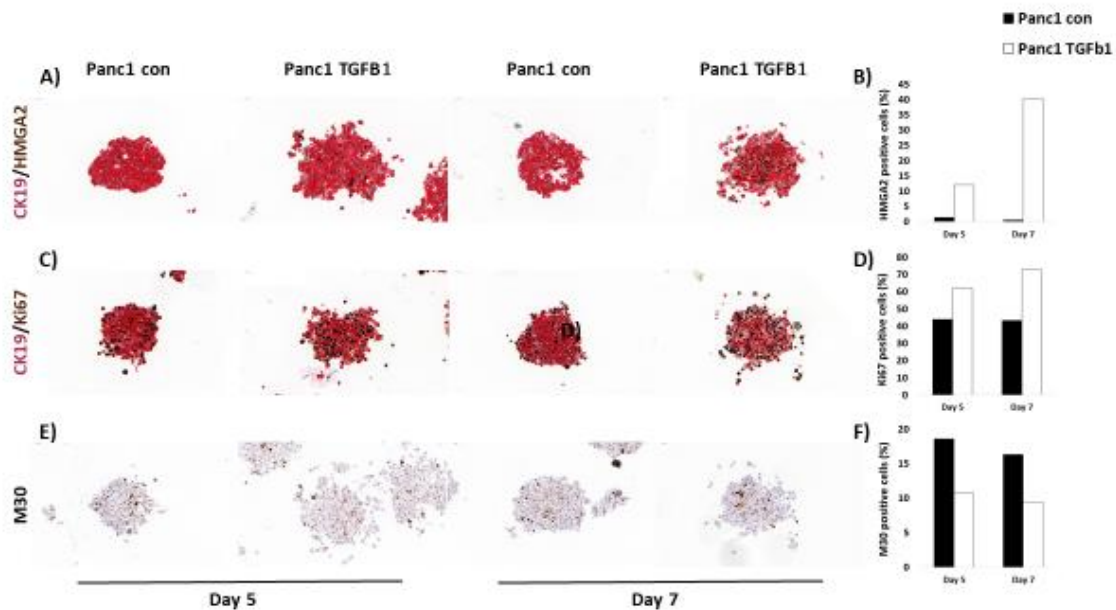 Panc1 con
Panc1 TGFb1
A)
Panc1 con
Panc1 TGFB1
Panc1 con
Panc1 TGFB1
B)
CK19/HMGA2
HMGA2 positive cells (%)
45
40
35
30
25
20
15
10
5
0
Day 5
Day 7
C)
D)
CK19/Ki67
D)
Ki67 positive cells (%)
80
70
60
50
40
30
20
10
0
Day 5
Day 7
E)
F)
M30
M30 positive cells (%)
20
15
10
5
0
Day 5
Day 7
Day 5
Day 7